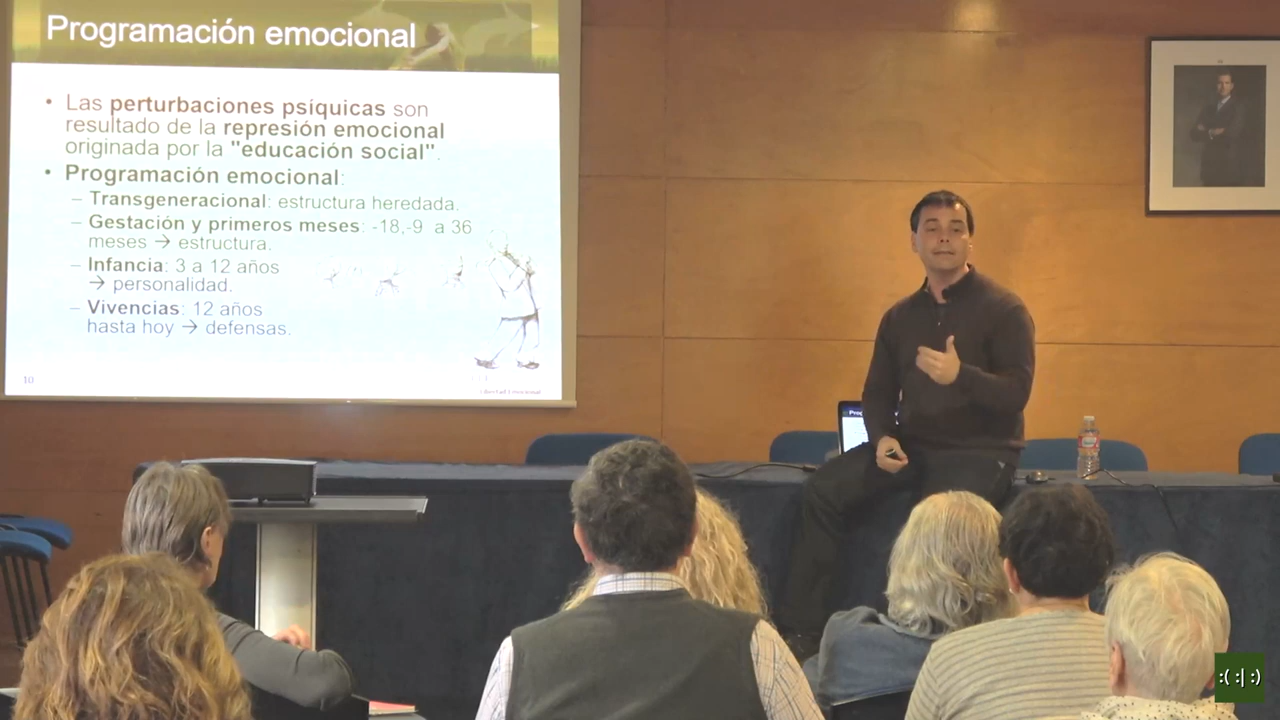 Programación emocional
• Las perturbaciones psíquicas son
resultado de la represión emocional
originada por la "educación social".
• Programación emocional:
– Transgeneracional: estructura heredada.
– Gestación y primeros meses: -18,-9 a 36
meses → estructura.
– Infancia: 3 a 12 años
→ personalidad.
– Vivencias: 12 años
hasta hoy → defensas.
10
Libertad Emocional
:( :| :)